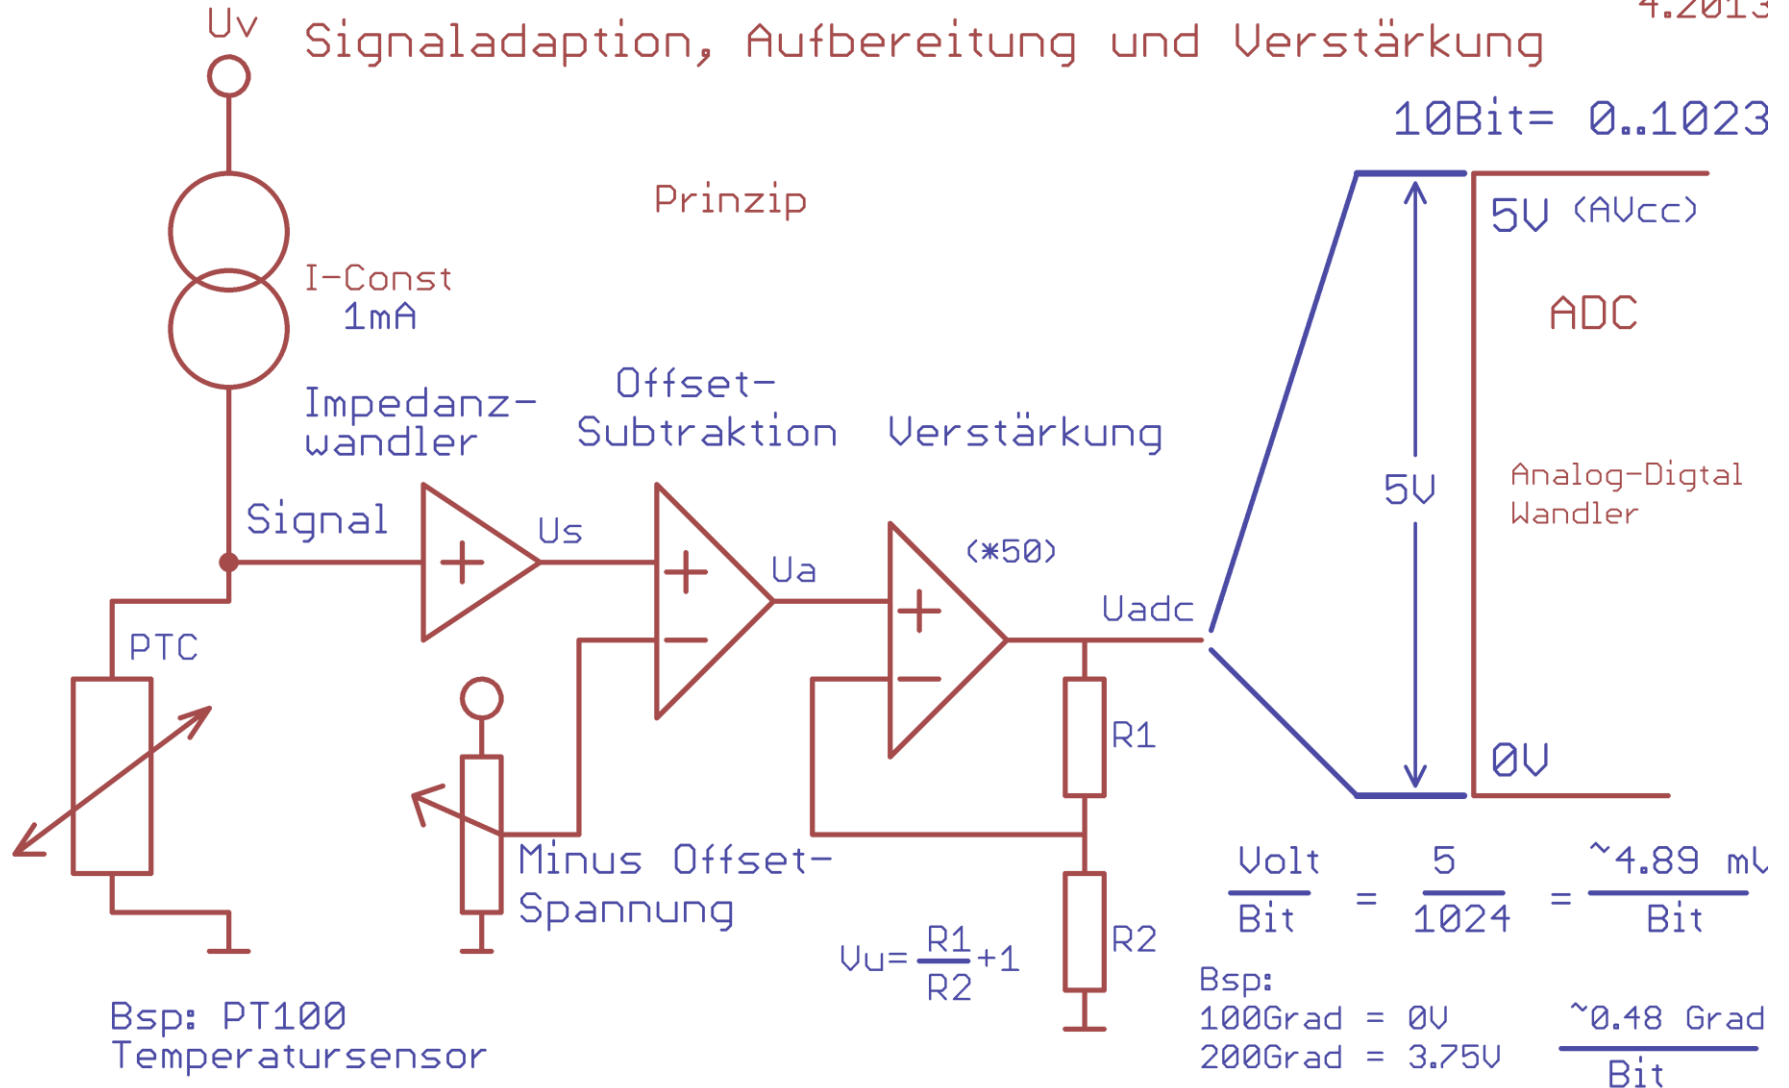 4.2013
Uv
Signaladaption, Aufbereitung und Verstärkung
10Bit= 0..1023
Prinzip
5V (AVcc)
I-Const
1mA
ADC
Impedanz-
wandler
Offset-
Subtraktion
Verstärkung
5V
Analog-Digtal
Wandler
Signal
Us
Ua
(*50)
Uadc
PTC
R1
0V
Minus Offset-
Spannung
Volt
Bit
=
5
1024
=
~4.89 mV
Bit
R2
Vu= R1
R2
+1
Bsp:
100Grad = 0V
200Grad = 3.75V
~0.48 Grad
Bit
Bsp: PT100
Temperatursensor